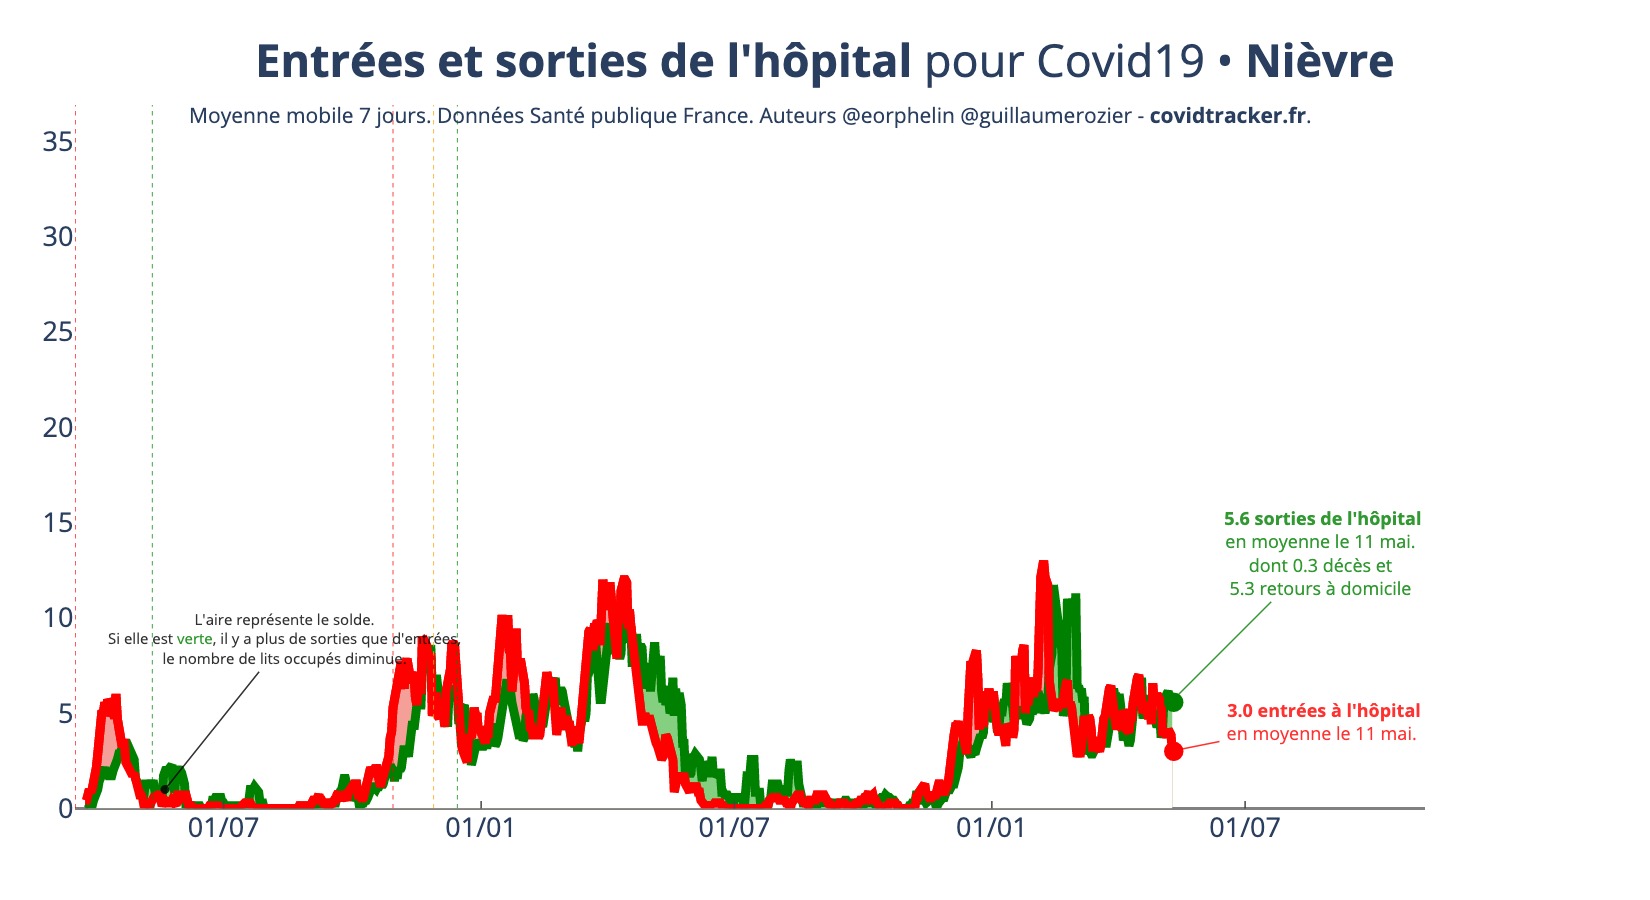 Entrées et sorties de l'hôpital pour Covid19 • Nièvre
Moyenne mobile 7 jours. Données Santé publique France. Auteurs @eorphelin @guillaumerozier - covidtracker.fr.
35
30
25
20
15
10
5
0
L'aire représente le solde.
Si elle est verte, il y a plus de sorties que d'entrées,
le nombre de lits occupés diminue.
5.6 sorties de l'hôpital
en moyenne le 11 mai.
dont 0.3 décès et
5.3 retours à domicile
3.0 entrées à l'hôpital
en moyenne le 11 mai.
01/07
01/01
01/07
01/01
01/07